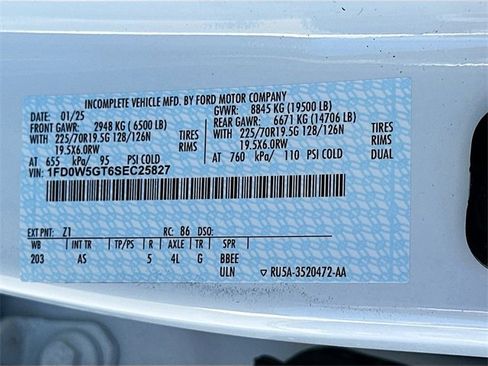 INCOMPLETE VEHICLE MFD. BY FORD MOTOR COMPANY
DATE: 01/25 GVWR: 8845 KG (19500 LB)
FRONT GAWR: 2948 KG ( 6500 LB) REAR GAWR: 6671 KG (14706 LB)
WITH WITH
225/70R19.5G 128/126N TIRES 225/70R19.5G 128/126N TIRES
19.5X6.0RW RIMS 19.5X6.0RW RIMS
AT 655 kPa/ 95 PSI COLD AT 760 kPa/ 110 PSI COLD DUAL
VIN: 1FD0W5GT6SEC25827
EXT PNT: Z1 RC: 86 DSO:
WB INT TR TP/PS R AXLE TR SPR
203 AS 5 4L G BBEE
ULN RU5A-3520472-AA